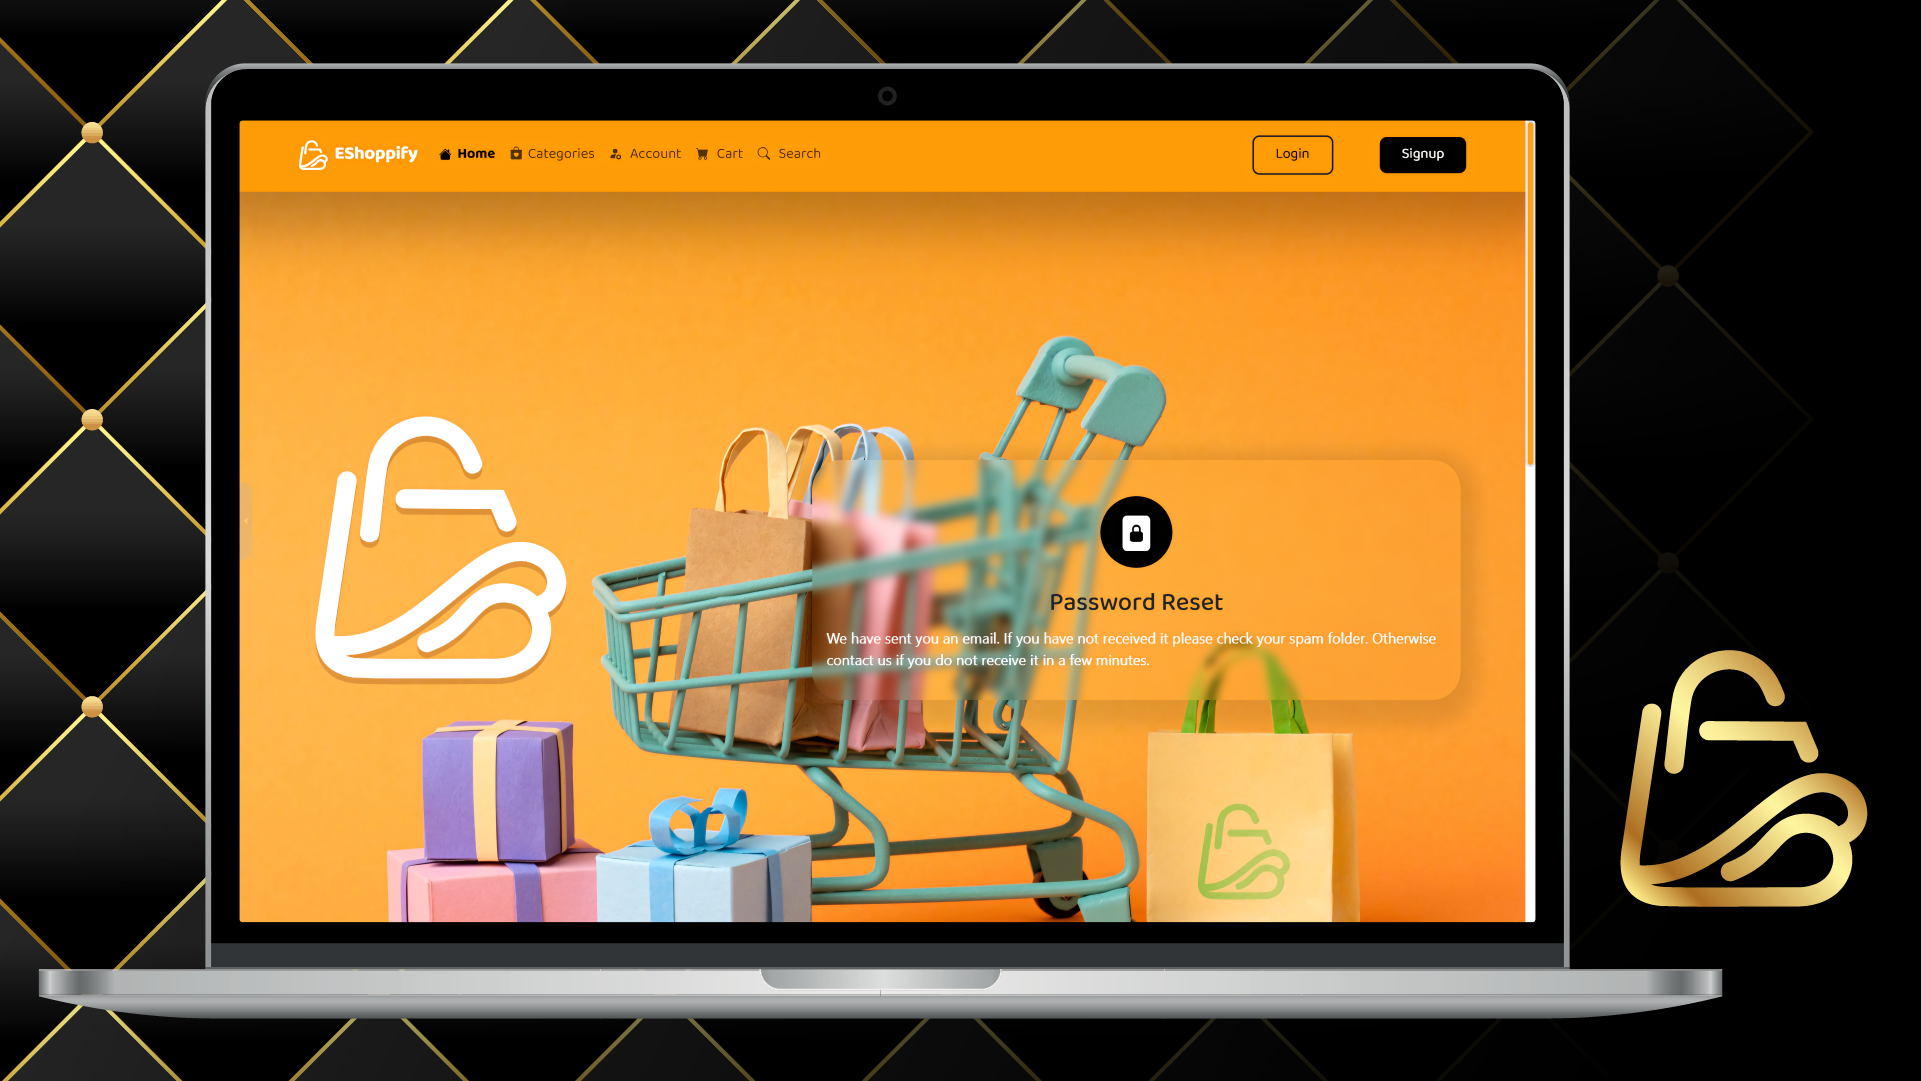 EShoppify Home Categories Account Cart Search Login Signup
Password Reset
We have sent you an email. If you have not received it please check your spam folder. Otherwise
contact us if you do not receive it in a few minutes.